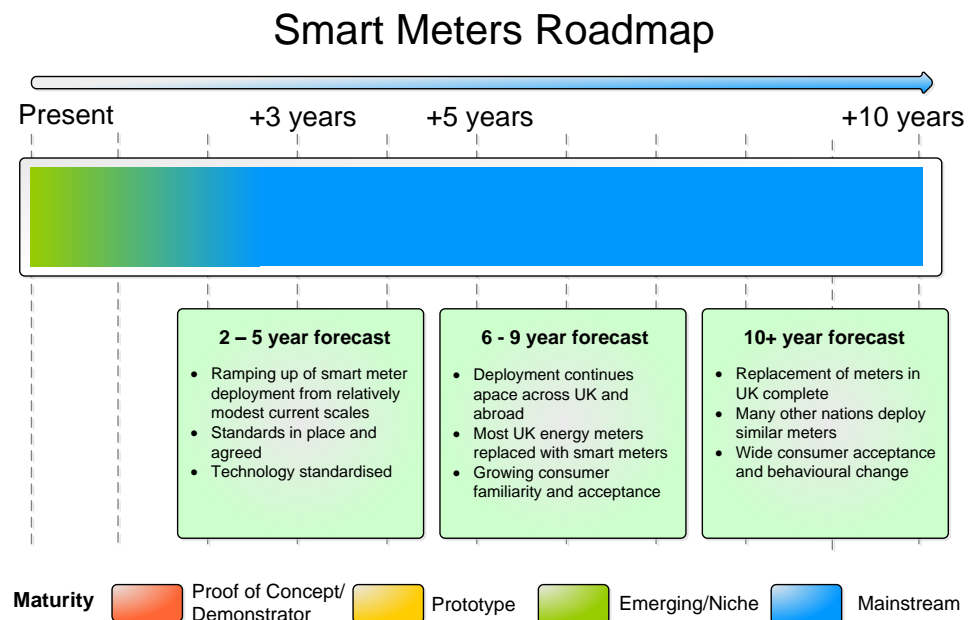 Smart Meters Roadmap
Present
+3 years
+5 years
+10 years
2 – 5 year forecast
• Ramping up of smart meter
deployment from relatively
modest current scales
• Standards in place and
agreed
• Technology standardised
6 - 9 year forecast
• Deployment continues
apace across UK and
abroad
• Most UK energy meters
replaced with smart meters
• Growing consumer
familiarity and acceptance
10+ year forecast
• Replacement of meters in
UK complete
• Many other nations deploy
similar meters
• Wide consumer acceptance
and behavioural change
Maturity
Proof of Concept/
Demonstrator
Prototype
Emerging/Niche
Mainstream